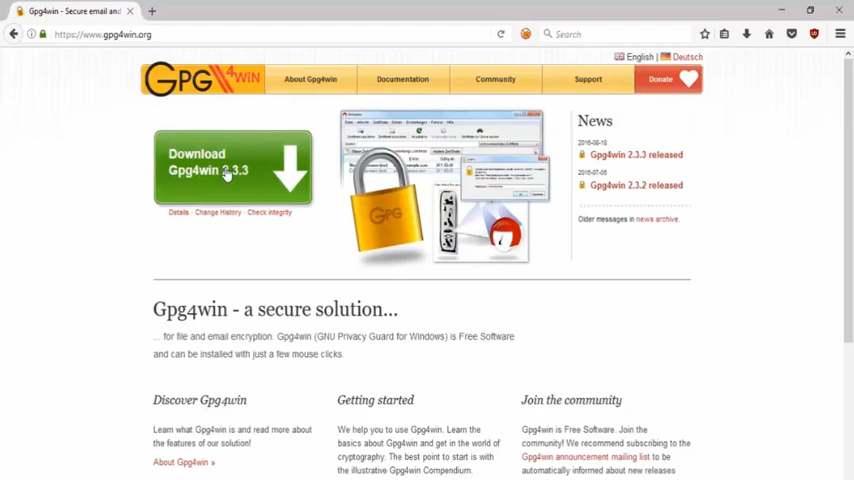 Gpg4win - Secure email and
https://www.gpg4win.org
Search
English | Deutsch
GPG4WIN
About Gpg4win
Documentation
Community
Support
Donate
Download
Gpg4win 2.3.3
Details - Change History - Check integrity
GPG
News
2016-08-18
Gpg4win 2.3.3 released
2016-07-05
Gpg4win 2.3.2 released
Older messages in news archive.
Gpg4win - a secure solution...
... for file and email encryption. Gpg4win (GNU Privacy Guard for Windows) is Free Software
and can be installed with just a few mouse clicks.
Discover Gpg4win
Learn what Gpg4win is and read more about
the features of our solution!
About Gpg4win »
Getting started
We help you to use Gpg4win. Learn the
basics about Gpg4win and get in the world of
cryptography. The best point to start is with
the illustrative Gpg4win Compendium.
Join the community
Gpg4win is Free Software. Join the
community! We recommend subscribing to the
Gpg4win announcement mailing list to be
automatically informed about new releases